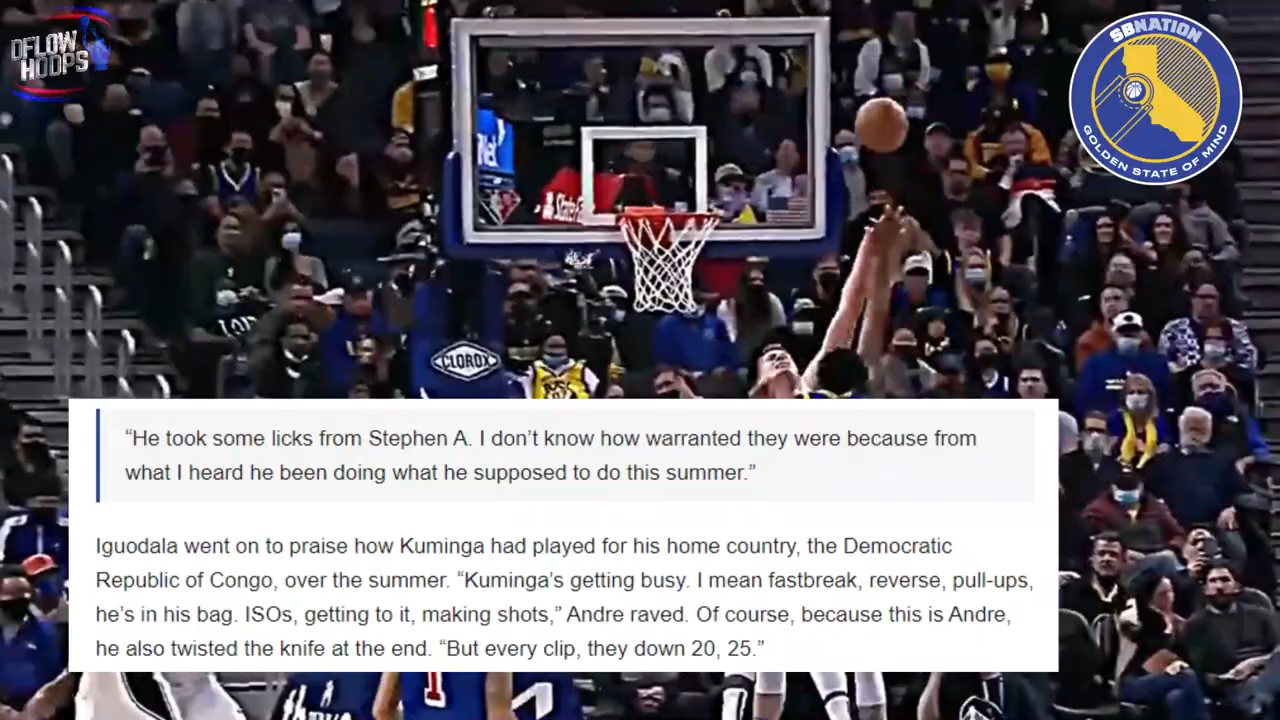 DFLOW
HOOPS
SBNATION
GOLDEN STATE OF MIND
CLOROX
“He took some licks from Stephen A. I don’t know how warranted they were because from
what I heard he been doing what he supposed to do this summer.”
Iguodala went on to praise how Kuminga had played for his home country, the Democratic
Republic of Congo, over the summer. “Kuminga’s getting busy. I mean fastbreak, reverse, pull-ups,
he’s in his bag. ISOs, getting to it, making shots,” Andre raved. Of course, because this is Andre,
he also twisted the knife at the end. “But every clip, they down 20, 25.”
1